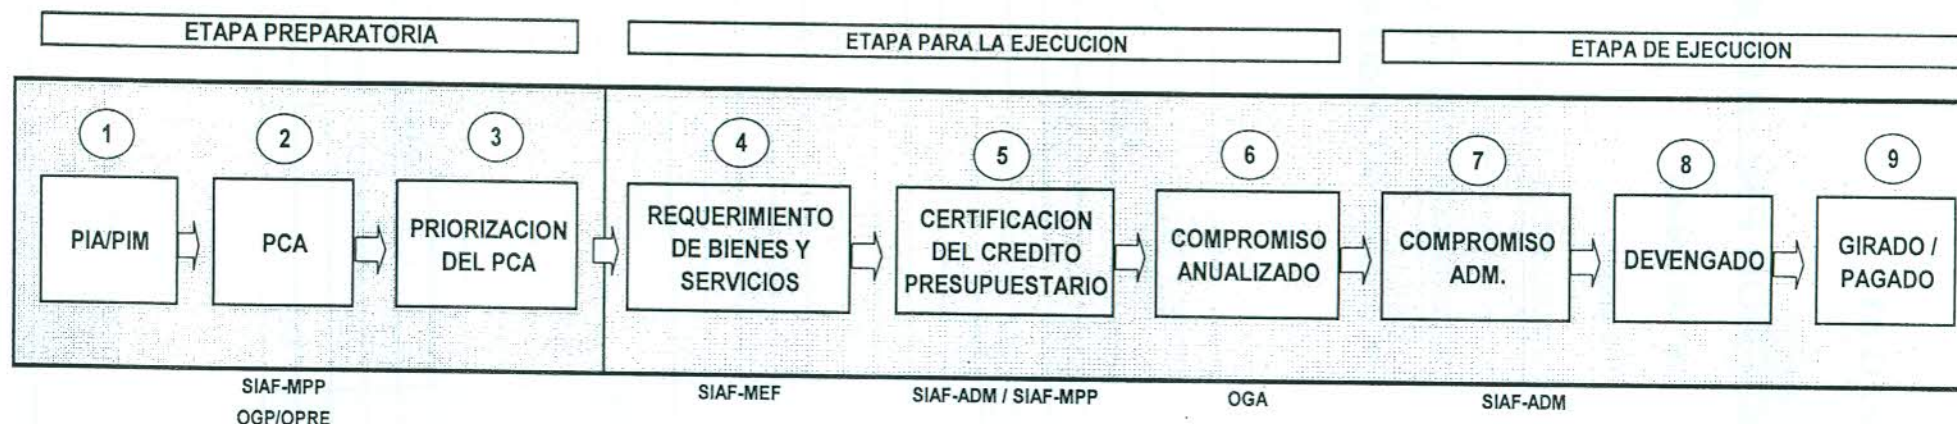 ETAPA PREPARATORIA
ETAPA PARA LA EJECUCION
ETAPA DE EJECUCION
1
2
3
4
5
6
7
8
9
PIA/PIM
PCA
PRIORIZACION
DEL PCA
REQUERIMIENTO
DE BIENES Y
SERVICIOS
CERTIFICACION
DEL CREDITO
PRESUPUESTARIO
COMPROMISO
ANUALIZADO
COMPROMISO
ADM.
DEVENGADO
GIRADO /
PAGADO
SIAF-MPP
OGP/OPRE
SIAF-MEF
SIAF-ADM / SIAF-MPP
OGA
SIAF-ADM